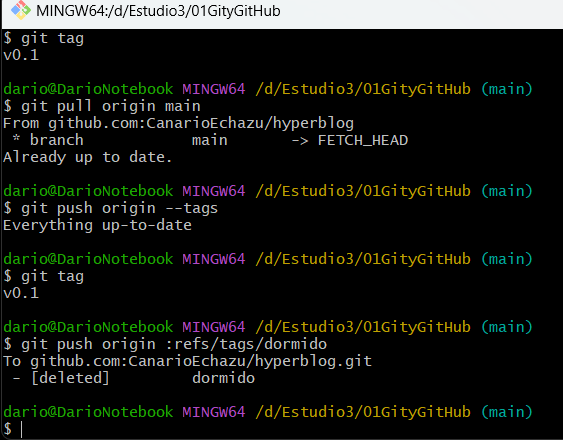 MINGW64:/d/Estudio3/01GityGitHub
$ git tag
v0.1
dario@DarioNotebook MINGW64 /d/Estudio3/01GityGitHub (main)
$ git pull origin main
From github.com:CanarioEchazu/hyperblog
 * branch            main       -> FETCH_HEAD
Already up to date.
dario@DarioNotebook MINGW64 /d/Estudio3/01GityGitHub (main)
$ git push origin --tags
Everything up-to-date
dario@DarioNotebook MINGW64 /d/Estudio3/01GityGitHub (main)
$ git tag
v0.1
dario@DarioNotebook MINGW64 /d/Estudio3/01GityGitHub (main)
$ git push origin :refs/tags/dormido
To github.com:CanarioEchazu/hyperblog.git
 - [deleted]         dormido
dario@DarioNotebook MINGW64 /d/Estudio3/01GityGitHub (main)
$